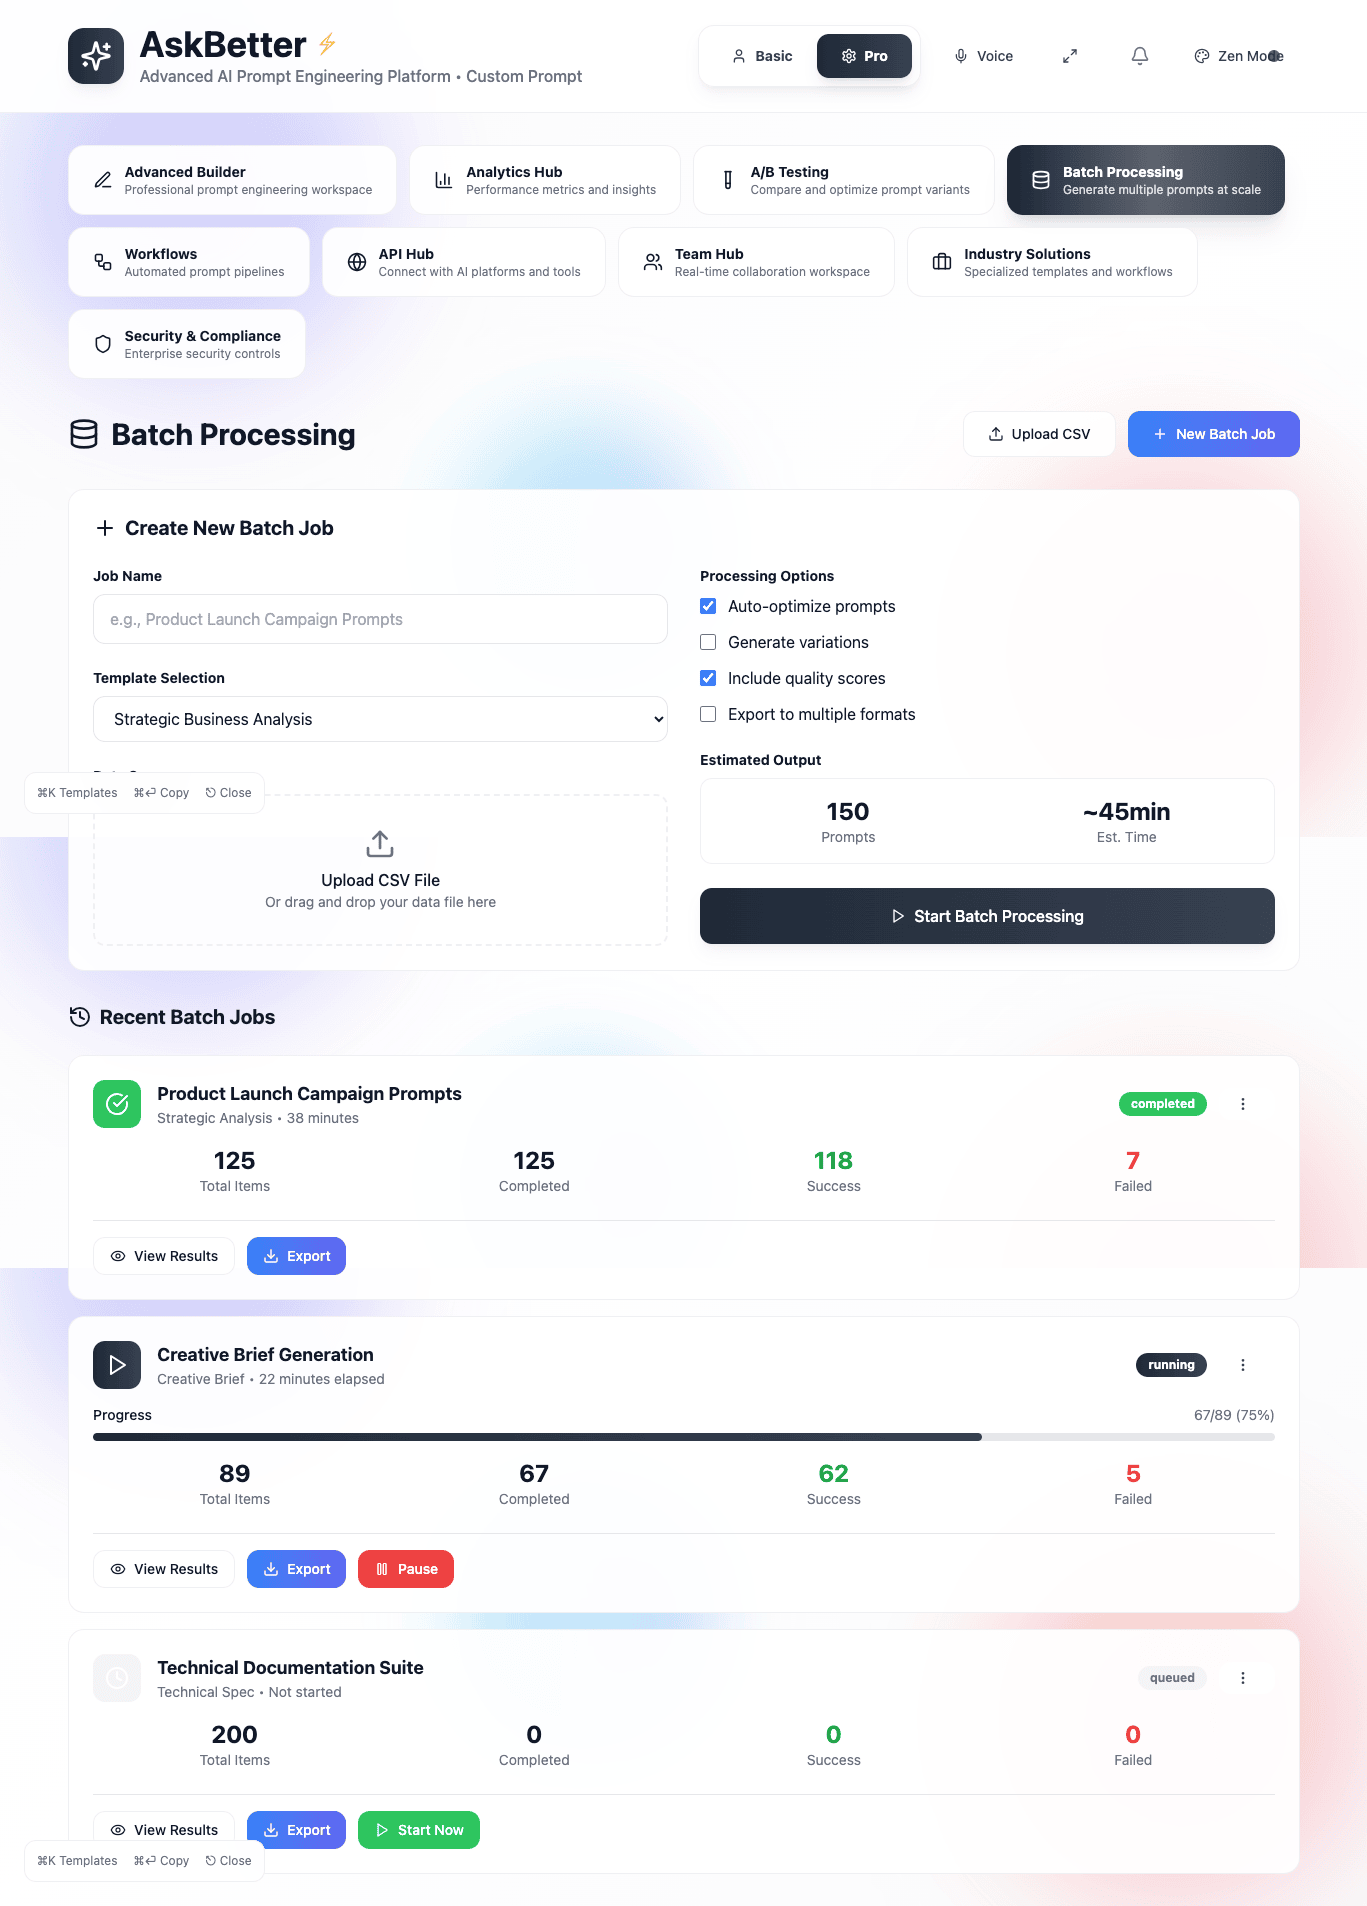 AskBetter
Advanced AI Prompt Engineering Platform • Custom Prompt
Basic
Pro
Voice
Zen Mode
Advanced Builder
Professional prompt engineering workspace
Analytics Hub
Performance metrics and insights
A/B Testing
Compare and optimize prompt variants
Batch Processing
Generate multiple prompts at scale
Workflows
Automated prompt pipelines
API Hub
Connect with AI platforms and tools
Team Hub
Real-time collaboration workspace
Industry Solutions
Specialized templates and workflows
Security & Compliance
Enterprise security controls
Batch Processing
Upload CSV
New Batch Job
Create New Batch Job
Job Name
e.g., Product Launch Campaign Prompts
Template Selection
Strategic Business Analysis
⌘K Templates
⌘⏎ Copy
⎋ Close
Upload CSV File
Or drag and drop your data file here
Processing Options
Auto-optimize prompts
Generate variations
Include quality scores
Export to multiple formats
Estimated Output
150
Prompts
~45min
Est. Time
Start Batch Processing
Recent Batch Jobs
Product Launch Campaign Prompts
Strategic Analysis • 38 minutes
completed
125
Total Items
125
Completed
118
Success
7
Failed
View Results
Export
Creative Brief Generation
Creative Brief • 22 minutes elapsed
running
Progress
67/89 (75%)
89
Total Items
67
Completed
62
Success
5
Failed
View Results
Export
Pause
Technical Documentation Suite
Technical Spec • Not started
queued
200
Total Items
0
Completed
0
Success
0
Failed
View Results
Export
Start Now
⌘K Templates
⌘⏎ Copy
⎋ Close